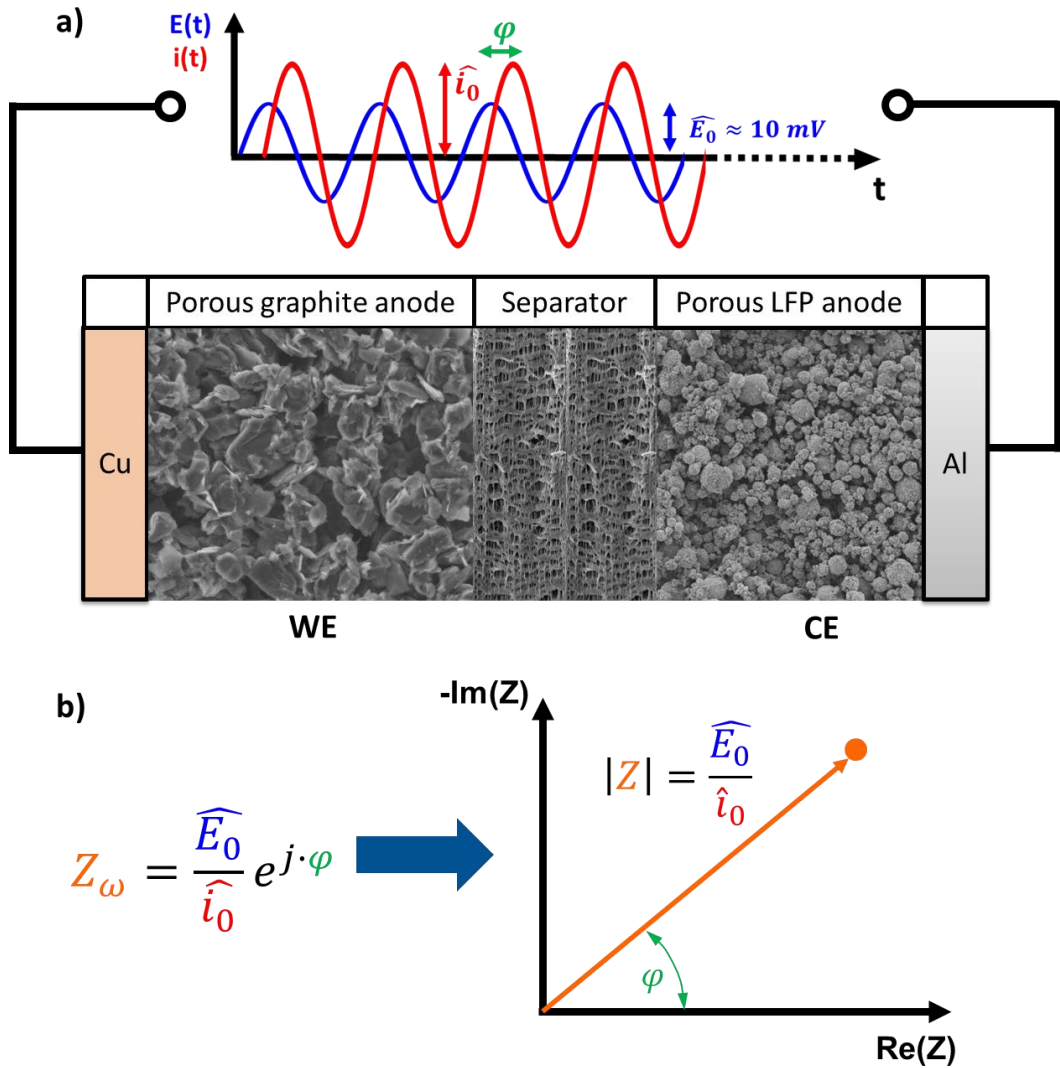 a)
E(t)
i(t)
φ
î₀
Ê₀ ≈ 10 mV
t
Porous graphite anode
Separator
Porous LFP anode
Cu
Al
WE
CE
b)
-Im(Z)
|Z| = Ê₀ / î₀
Z_ω = Ê₀ / î₀ e^{j·φ}
φ
Re(Z)